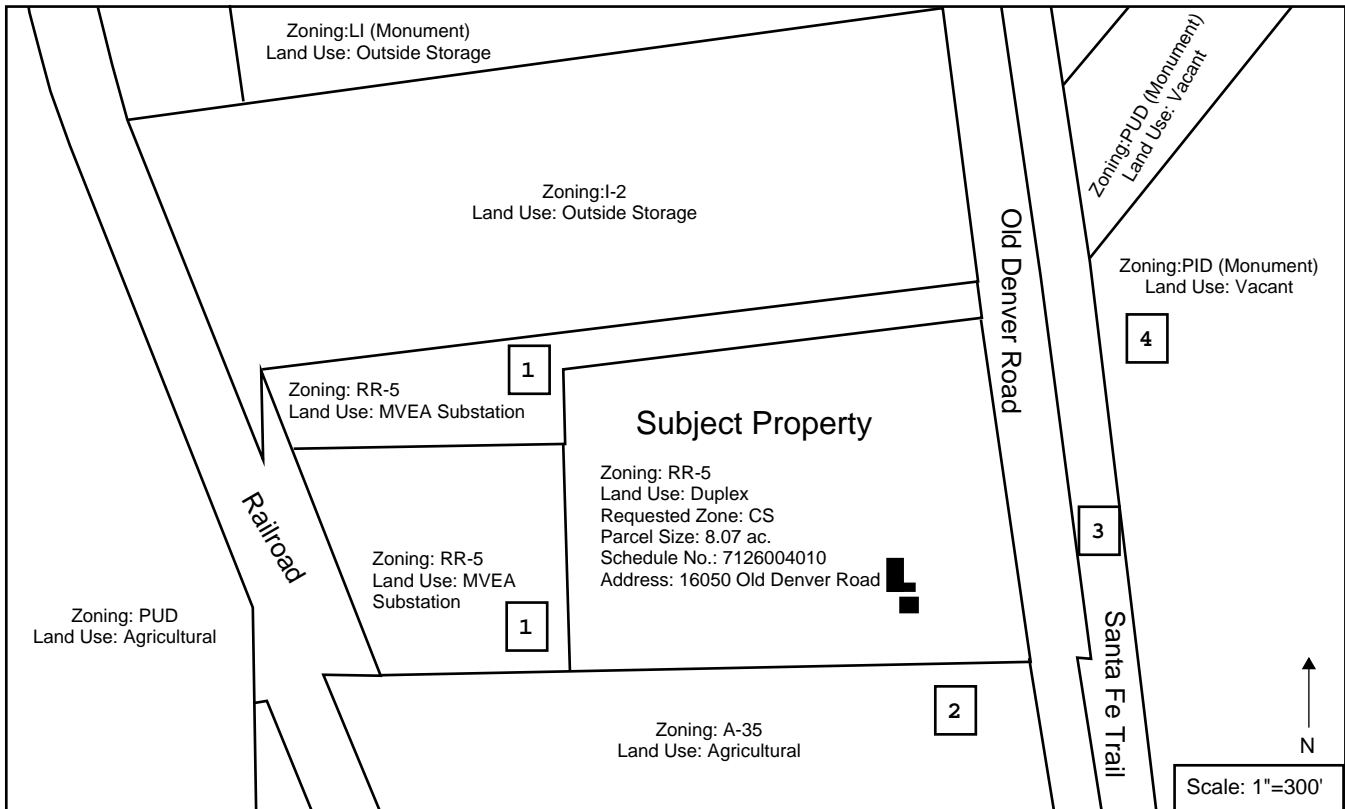 Zoning:LI (Monument)
Land Use: Outside Storage
Zoning:PUD (Monument)
Land Use: Vacant
Zoning:I-2
Land Use: Outside Storage
Old Denver Road
Zoning:PID (Monument)
Land Use: Vacant
4
1
Zoning: RR-5
Land Use: MVEA Substation
Subject Property
Zoning: RR-5
Land Use: Duplex
Requested Zone: CS
Parcel Size: 8.07 ac.
Schedule No.: 7126004010
Address: 16050 Old Denver Road
Railroad
3
Zoning: RR-5
Land Use: MVEA
Substation
1
Zoning: PUD
Land Use: Agricultural
Santa Fe Trail
2
Zoning: A-35
Land Use: Agricultural
N
Scale: 1"=300'